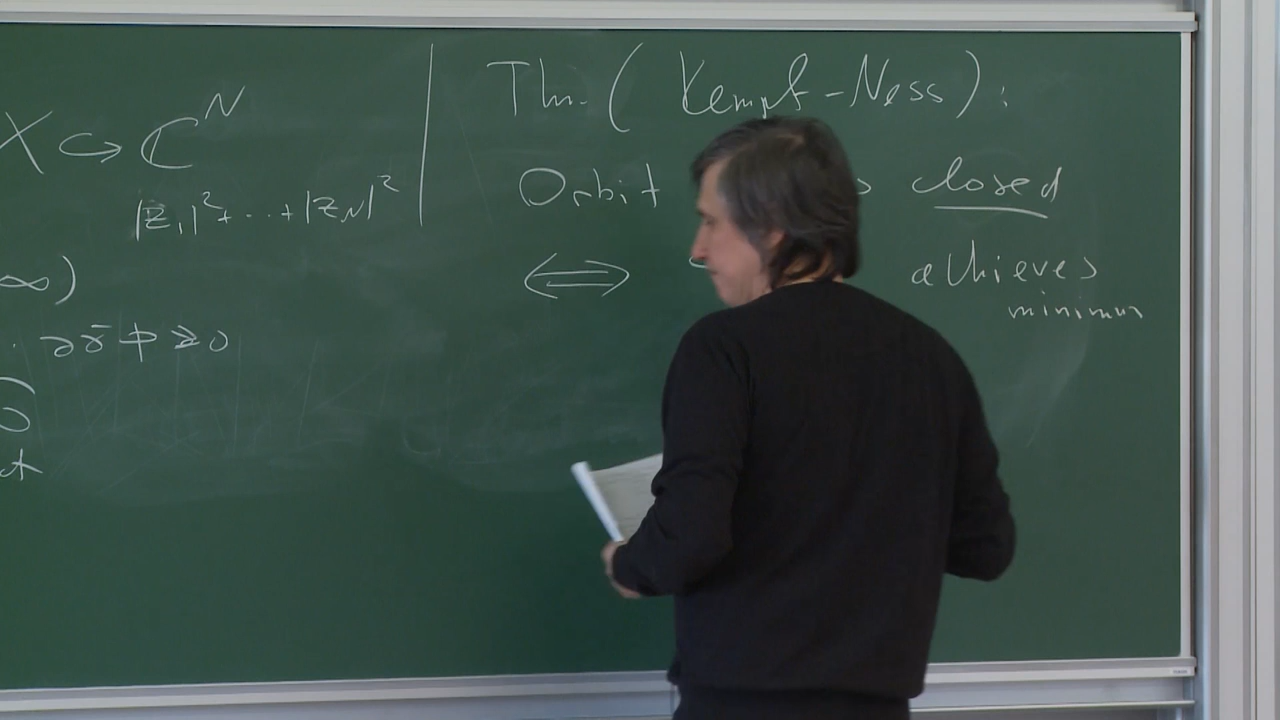 X ↪ ℂ^N
|z₁|² + ⋯ + |z_N|²
∞)
. ∂∂̄ϕ ≥ 0
Thm. ( Kempf-Ness ) :
Orbit closed
⟺ achieves
minimum